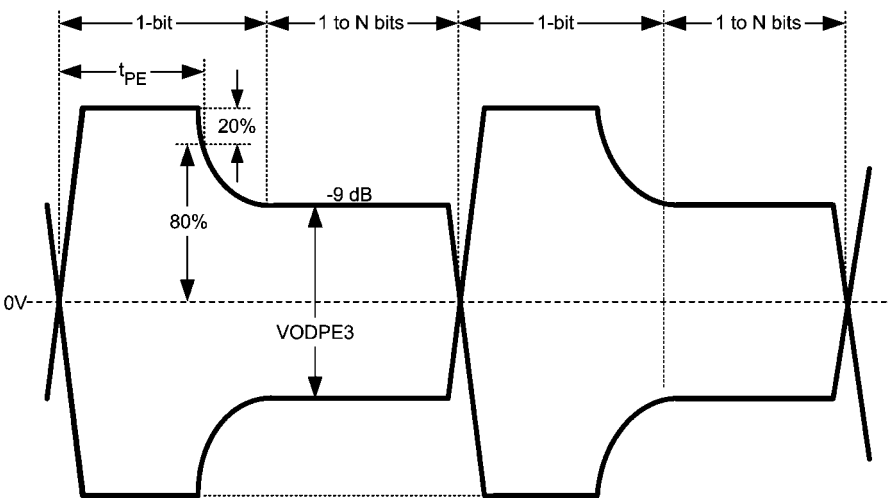 1-bit 1 to N bits 1-bit 1 to N bits
tPE
20%
-9 dB
80%
0V
VODPE3